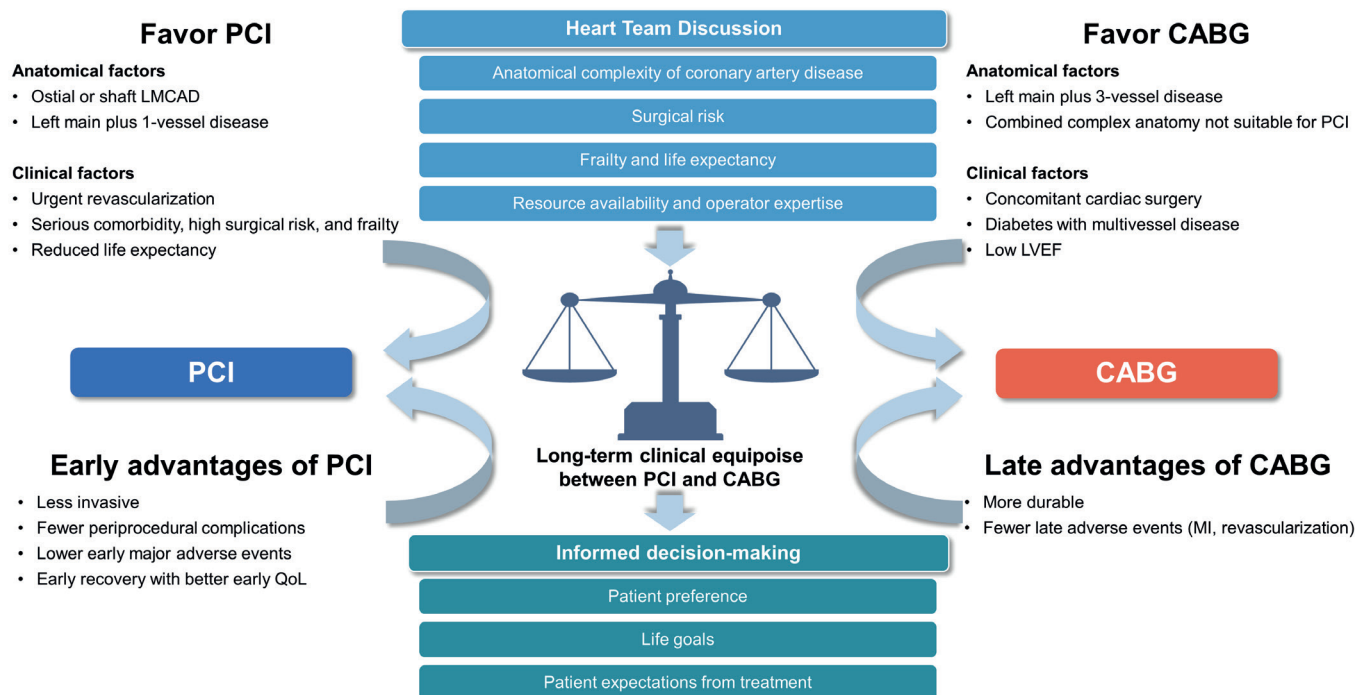 Favor PCI
Anatomical factors
• Ostial or shaft LMCAD
• Left main plus 1-vessel disease
Clinical factors
• Urgent revascularization
• Serious comorbidity, high surgical risk, and frailty
• Reduced life expectancy
Heart Team Discussion
Anatomical complexity of coronary artery disease
Surgical risk
Frailty and life expectancy
Resource availability and operator expertise
Favor CABG
Anatomical factors
• Left main plus 3-vessel disease
• Combined complex anatomy not suitable for PCI
Clinical factors
• Concomitant cardiac surgery
• Diabetes with multivessel disease
• Low LVEF
PCI
CABG
Long-term clinical equipoise
between PCI and CABG
Early advantages of PCI
• Less invasive
• Fewer periprocedural complications
• Lower early major adverse events
• Early recovery with better early QoL
Late advantages of CABG
• More durable
• Fewer late adverse events (MI, revascularization)
Informed decision-making
Patient preference
Life goals
Patient expectations from treatment